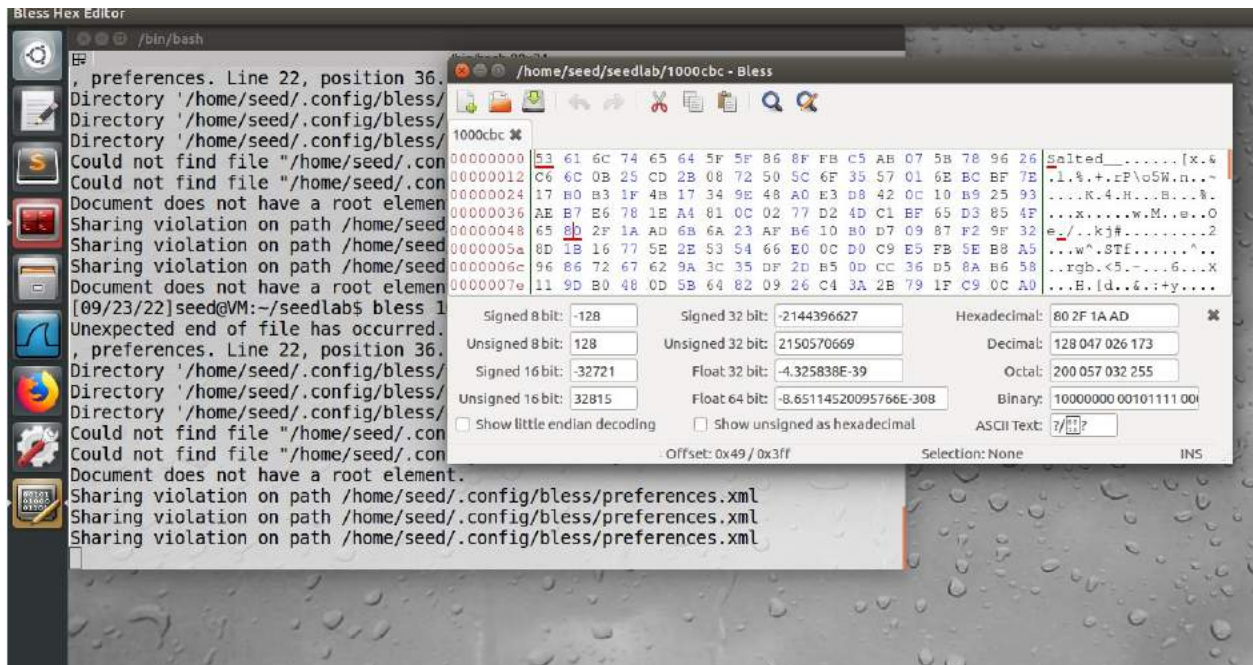 Bless Hex Editor
/bin/bash
, preferences. Line 22, position 36.
Directory '/home/seed/.config/bless/
Directory '/home/seed/.config/bless/
Directory '/home/seed/.config/bless/
Could not find file "/home/seed/.con
Could not find file "/home/seed/.con
Document does not have a root elemen
Sharing violation on path /home/seed
Sharing violation on path /home/seed
Sharing violation on path /home/seed
Document does not have a root elemen
[09/23/22]seed@VM:~/seedlab$ bless 1
Unexpected end of file has occurred.
, preferences. Line 22, position 36.
Directory '/home/seed/.config/bless/
Directory '/home/seed/.config/bless/
Directory '/home/seed/.config/bless/
Could not find file "/home/seed/.con
Could not find file "/home/seed/.con
Document does not have a root element.
Sharing violation on path /home/seed/.config/bless/preferences.xml
Sharing violation on path /home/seed/.config/bless/preferences.xml
Sharing violation on path /home/seed/.config/bless/preferences.xml
/home/seed/seedlab/1000cbc - Bless
1000cbc
00000000 53 61 6C 74 65 64 5F 5F 86 8F FB C5 AB 07 5B 78 96 26 Salted__......[x.&
00000012 C6 6C 0B 25 CD 2B 08 72 50 5C 6F 35 57 01 6E BC BF 7E .l.%.+.rP\o5W.n..~
00000024 17 B0 B3 1F 4B 17 34 9E 48 A0 E3 D8 42 0C 10 B9 25 93 ....K.4.H...B...%.
00000036 AE B7 E6 78 1E A4 81 0C 02 77 D2 4D C1 BF 65 D3 85 4F ...x.....w.M..e..O
00000048 65 80 2F 1A AD 6B 6A 23 AF B6 10 B0 D7 09 87 F2 9F 32 e./..kj#.........2
0000005a 8D 1B 16 77 5E 2E 53 54 66 E0 0C D0 C9 E5 FB 5E B8 A5 ...w^.STf......^..
0000006c 96 86 72 67 62 9A 3C 35 DF 2D B5 0D CC 36 D5 8A B6 58 ..rgb.<5.-...6...X
0000007e 11 9D B0 48 0D 5B 64 82 09 26 C4 3A 2B 79 1F C9 0C A0 ...H.[d..&.:+y....
Signed 8 bit: -128 Signed 32 bit: -2144396627 Hexadecimal: 80 2F 1A AD
Unsigned 8 bit: 128 Unsigned 32 bit: 2150570669 Decimal: 128 047 026 173
Signed 16 bit: -32721 Float 32 bit: -4.325838E-39 Octal: 200 057 032 255
Unsigned 16 bit: 32815 Float 64 bit: -8.65114520095766E-308 Binary: 10000000 00101111 00
Show little endian decoding Show unsigned as hexadecimal ASCII Text: ?/?
Offset: 0x49 / 0x3ff Selection: None INS